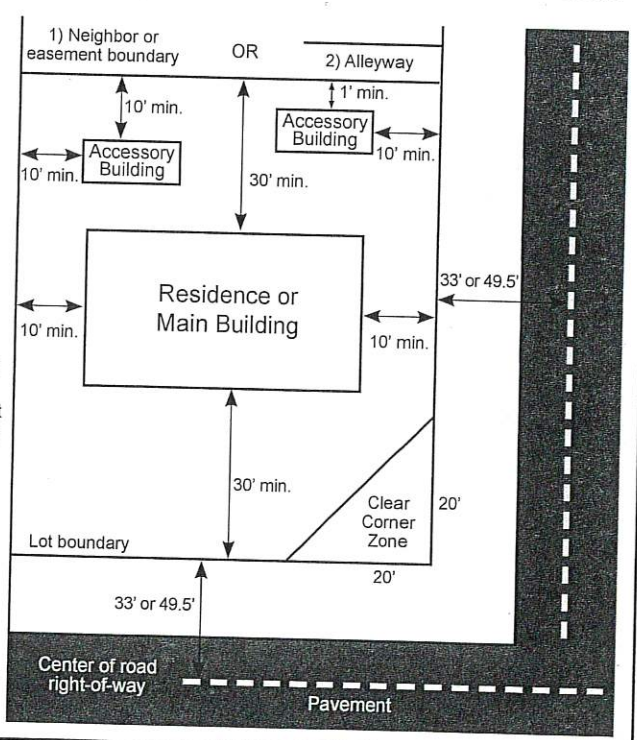 1) Neighbor or
easement boundary
OR
2) Alleyway
10' min.
1' min.
Accessory
Building
Accessory
Building
10' min.
10' min.
30' min.
33' or 49.5'
Residence or
Main Building
10' min.
10' min.
30' min.
Clear
Corner
Zone
20'
Lot boundary
20'
33' or 49.5'
Center of road
right-of-way
Pavement